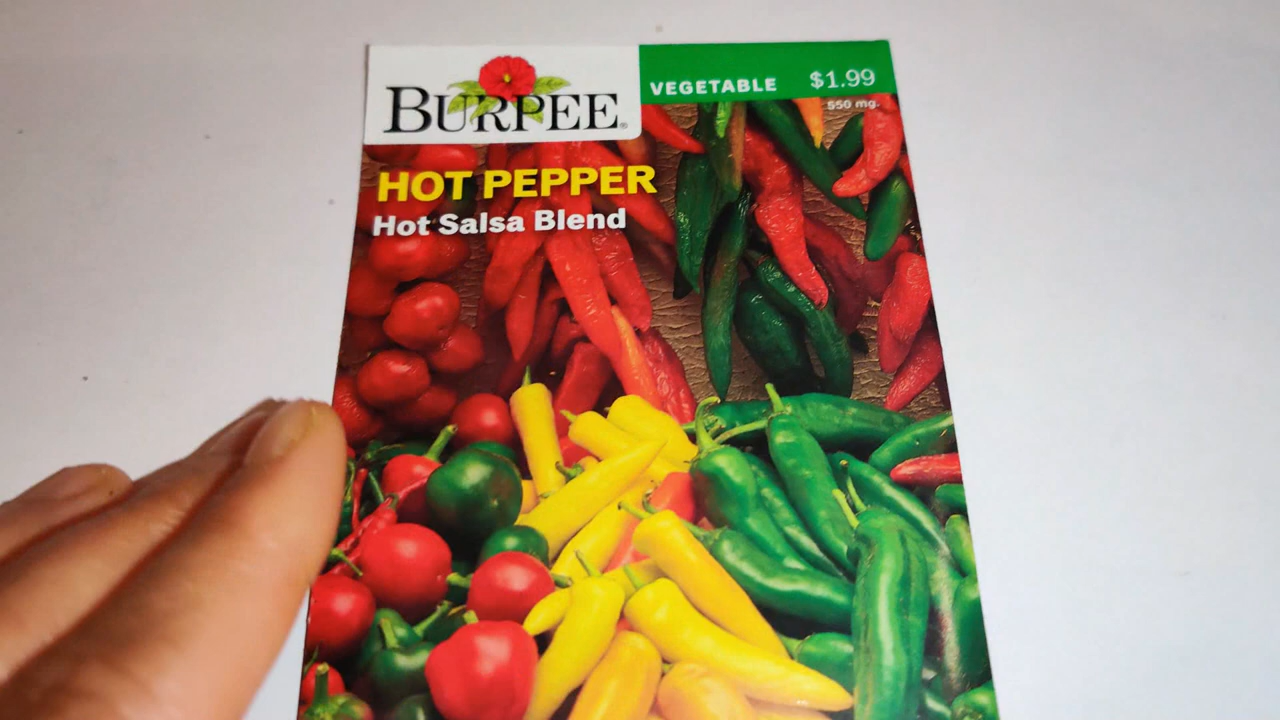 BURPEE®
VEGETABLE $1.99
550 mg.
HOT PEPPER
Hot Salsa Blend